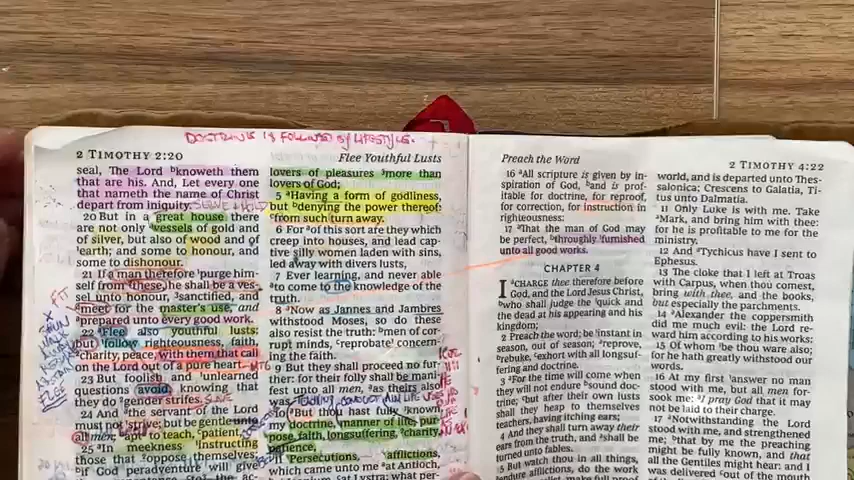 DOCTRINE IS FOLLOWED BY LIFESTYLE.
2 TIMOTHY 2:20
Flee Youthful Lusts
seal, The Lord knoweth them
that are his. And, Let every one
that nameth the name of Christ
depart from iniquity.
20 But in a great house there
are not only vessels of gold and
of silver, but also of wood and of
earth; and some to honour, and
some to dishonour.
21 If a man therefore purge him-
self from these, he shall be a ves-
sel unto honour, sanctified, and
meet for the master's use, and
prepared unto every good work.
22 Flee also youthful lusts:
but follow righteousness, faith,
charity, peace, with them that call
on the Lord out of a pure heart.
23 But foolish and unlearned
questions avoid, knowing that
they do gender strifes.
24 And the servant of the Lord
must not strive; but be gentle unto
all men, apt to teach, patient,
25 In meekness instructing
those that oppose themselves;
if God peradventure will give
FLEE
lovers of pleasures more than
lovers of God;
5 Having a form of godliness,
but denying the power thereof:
from such turn away.
6 For of this sort are they which
creep into houses, and lead cap-
tive silly women laden with sins,
led away with divers lusts,
7 Ever learning, and never able
to come to the knowledge of the
truth.
8 Now as Jannes and Jambres
withstood Moses, so do these
also resist the truth: men of cor-
rupt minds, reprobate concern-
ing the faith.
9 But they shall proceed no fur-
ther: for their folly shall be mani-
fest unto all men, as theirs also
was.
10 But thou hast fully known
my doctrine, manner of life, pur-
pose, faith, longsuffering, charity,
patience,
11 Persecutions, afflictions,
which came unto me at Antioch,
at Iconium, at Lystra; what per-
Preach the Word
2 TIMOTHY 4:22
16 All scripture is given by in-
spiration of God, and is prof-
itable for doctrine, for reproof,
for correction, for instruction in
righteousness:
17 That the man of God may
be perfect, throughly furnished
unto all good works.
CHAPTER 4
I CHARGE thee therefore before
God, and the Lord Jesus Christ,
who shall judge the quick and
the dead at his appearing and his
kingdom;
2 Preach the word; be instant in
season, out of season; reprove,
rebuke, exhort with all longsuf-
fering and doctrine.
3 For the time will come when
they will not endure sound doc-
trine; but after their own lusts
shall they heap to themselves
teachers, having itching ears;
4 And they shall turn away their
ears from the truth, and shall be
turned unto fables.
5 But watch thou in all things,
endure afflictions, do the work
world, and is departed unto Thes-
salonica; Crescens to Galatia, Ti-
tus unto Dalmatia.
11 Only Luke is with me. Take
Mark, and bring him with thee:
for he is profitable to me for the
ministry.
12 And Tychicus have I sent to
Ephesus.
13 The cloke that I left at Troas
with Carpus, when thou comest,
bring with thee, and the books,
but especially the parchments.
14 Alexander the coppersmith
did me much evil: the Lord re-
ward him according to his works:
15 Of whom be thou ware also;
for he hath greatly withstood our
words.
16 At my first answer no man
stood with me, but all men for-
sook me: I pray God that it may
not be laid to their charge.
17 Notwithstanding the Lord
stood with me, and strengthened
me; that by me the preaching
might be fully known, and that
all the Gentiles might hear: and I
was delivered out of the mouth